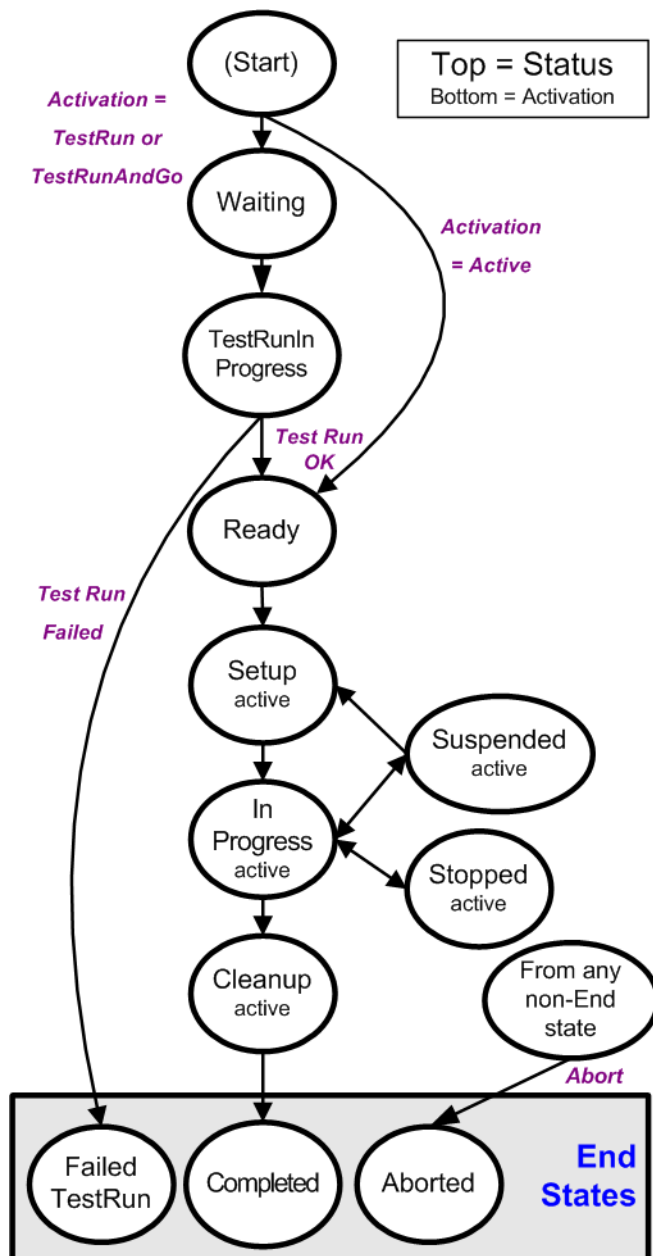 (Start)
Top = Status
Bottom = Activation
Activation =
TestRun or
TestRunAndGo
Waiting
Activation
= Active
TestRunIn
Progress
Test Run
OK
Ready
Test Run
Failed
Setup
active
Suspended
active
In
Progress
active
Stopped
active
Cleanup
active
From any
non-End
state
Abort
Failed
TestRun
Completed
Aborted
End
States